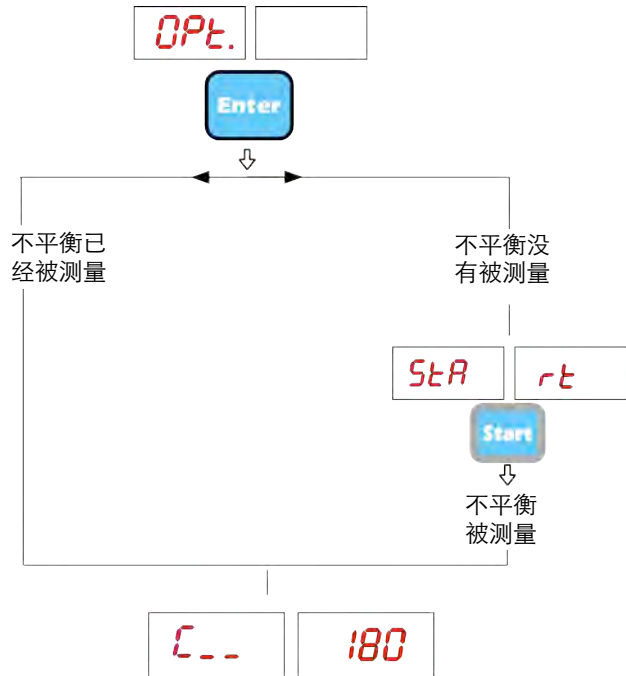 OPt.
Enter
不平衡已
经被测量
不平衡没
有被测量
StA rt
Start
不平衡
被测量
C_ _ 180